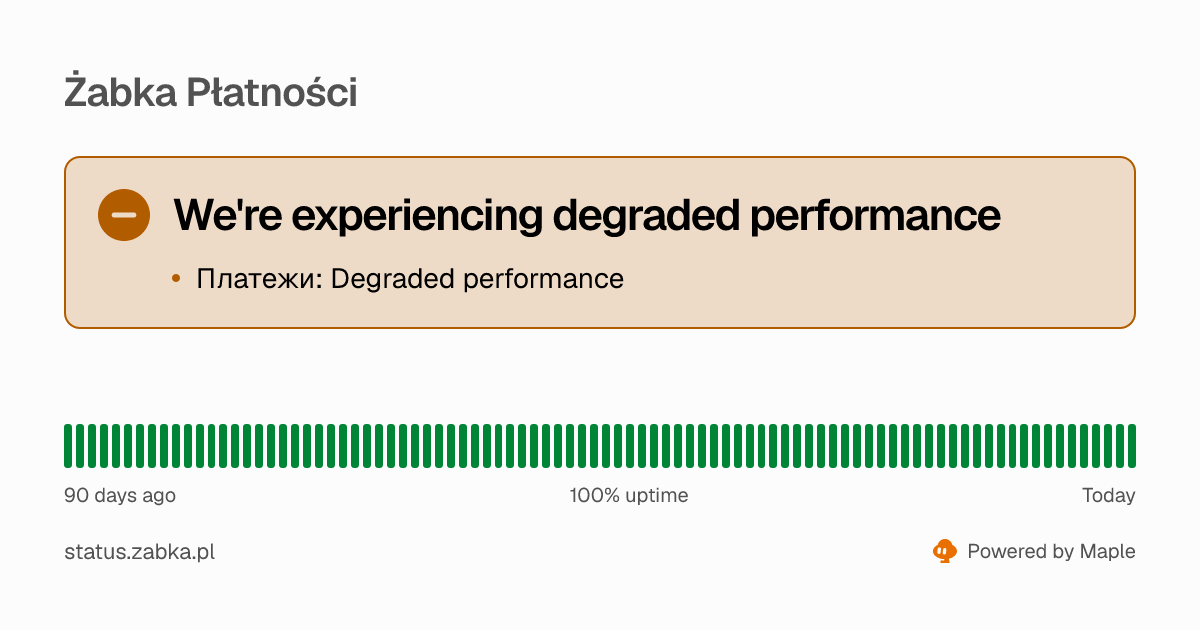 Żabka Płatności
We're experiencing degraded performance
• Платежи: Degraded performance
90 days ago
100% uptime
Today
status.zabka.pl
Powered by Maple